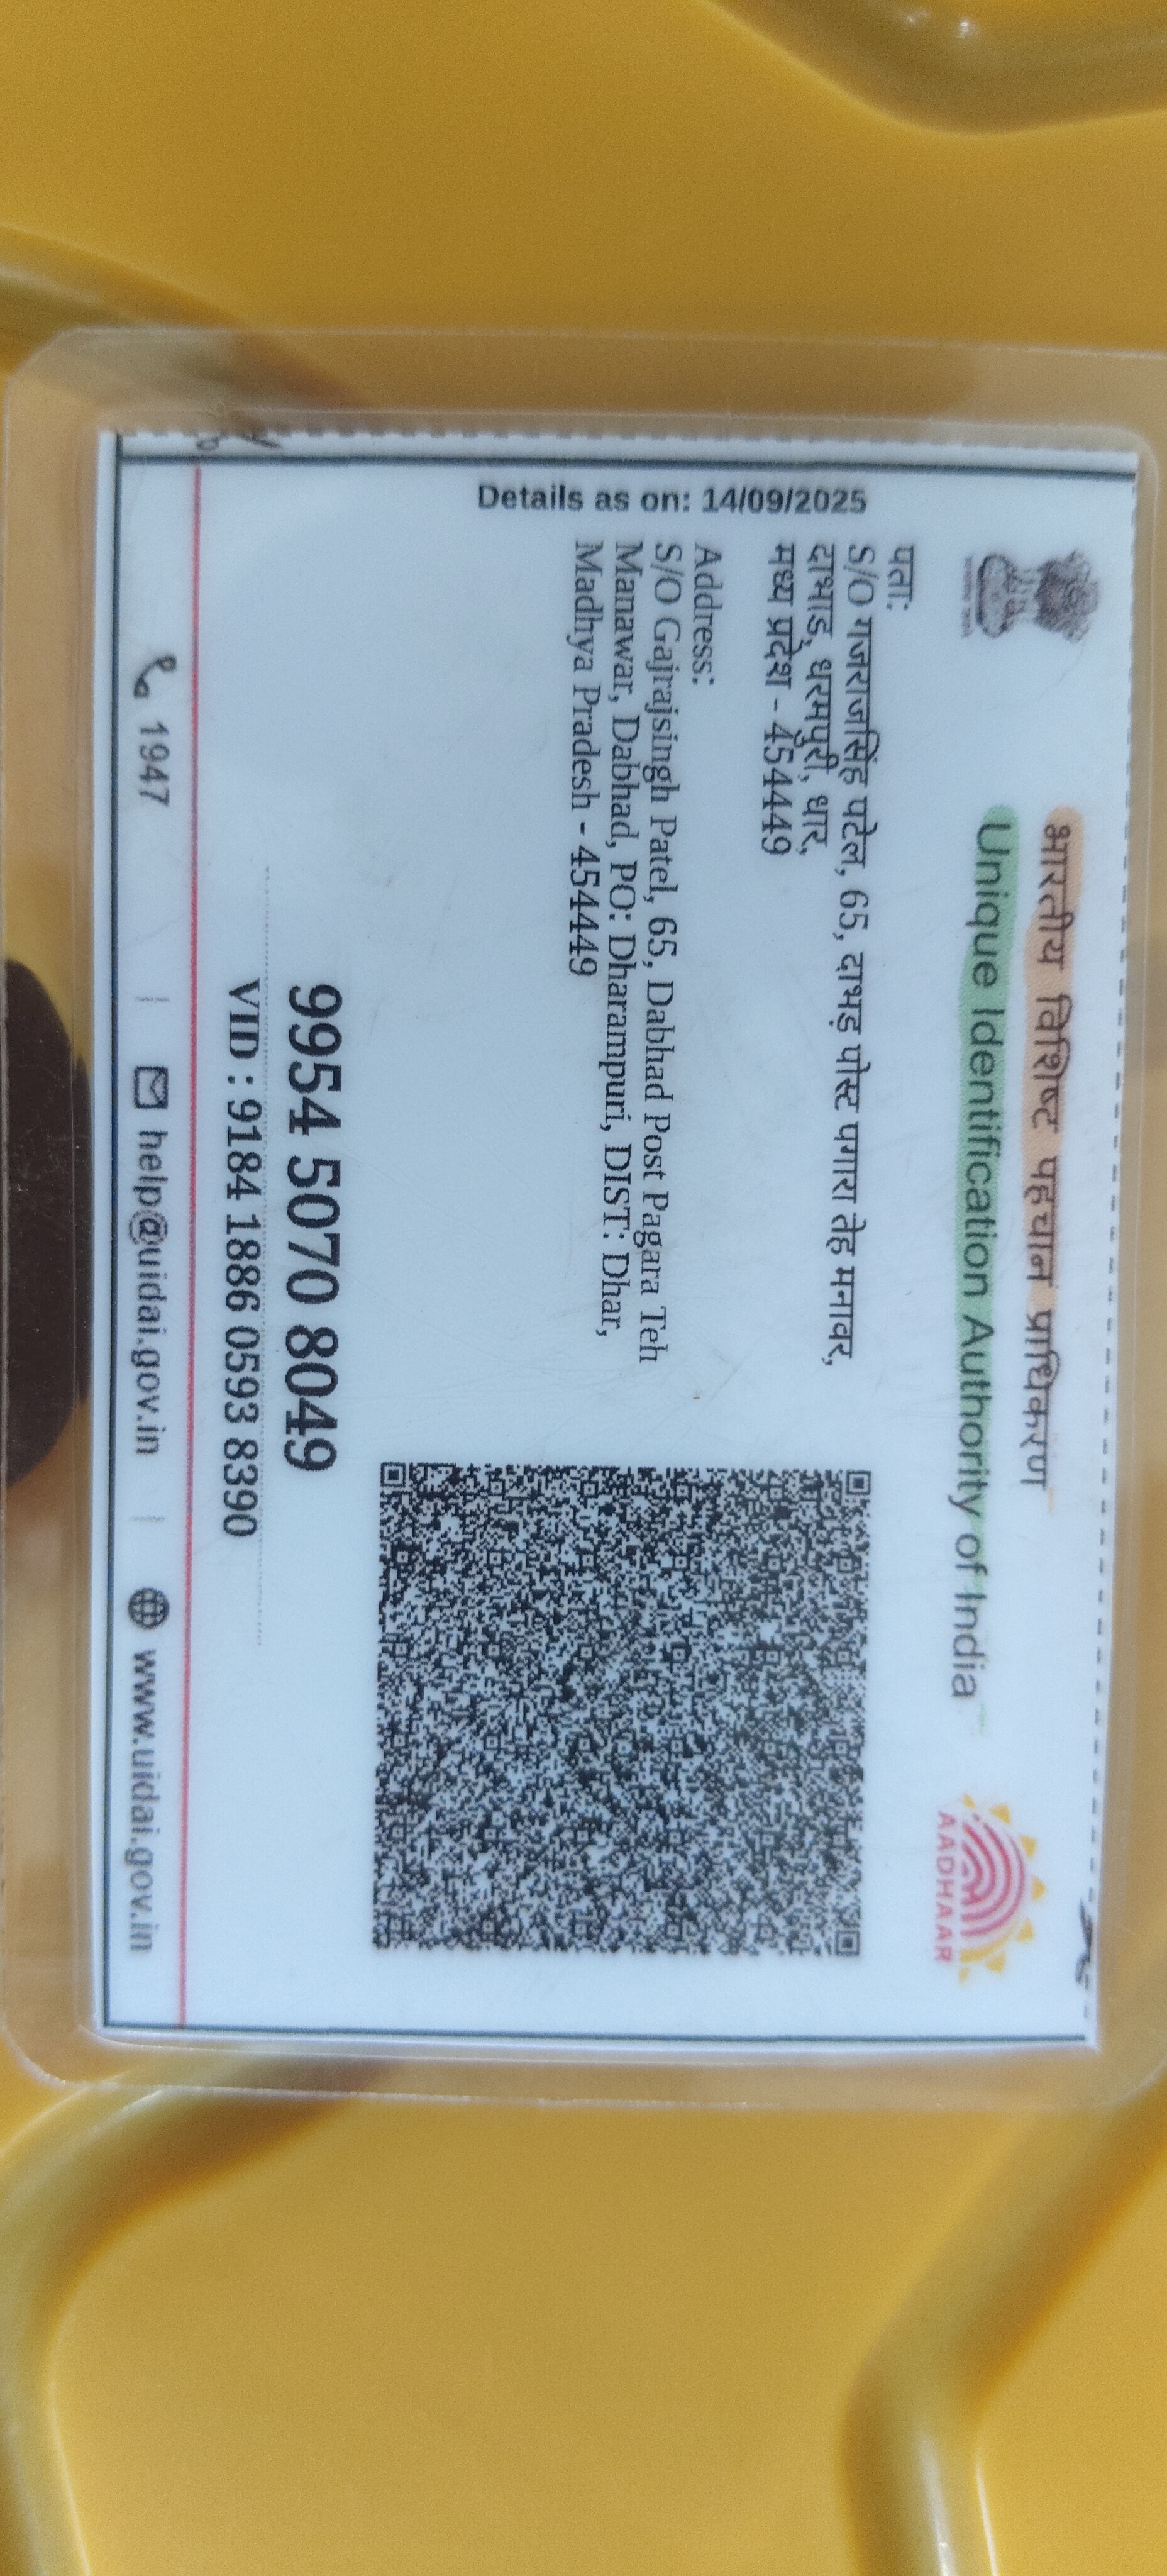 भारतीय विशिष्ट पहचान प्राधिकरण
Unique Identification Authority of India
AADHAAR
Details as on: 14/09/2025
पता:
S/O गजराजसिंह पटेल, 65, दाभड़ पोस्ट पगारा तेह मनावर,
दाभाड़, धरमपुरी, धार,
मध्य प्रदेश - 454449
Address:
S/O Gajrajsingh Patel, 65, Dabhad Post Pagara Teh
Manawar, Dabhad, PO: Dharampuri, DIST: Dhar,
Madhya Pradesh - 454449
9954 5070 8049
VID : 9184 1886 0593 8390
1947 | help@uidai.gov.in | www.uidai.gov.in